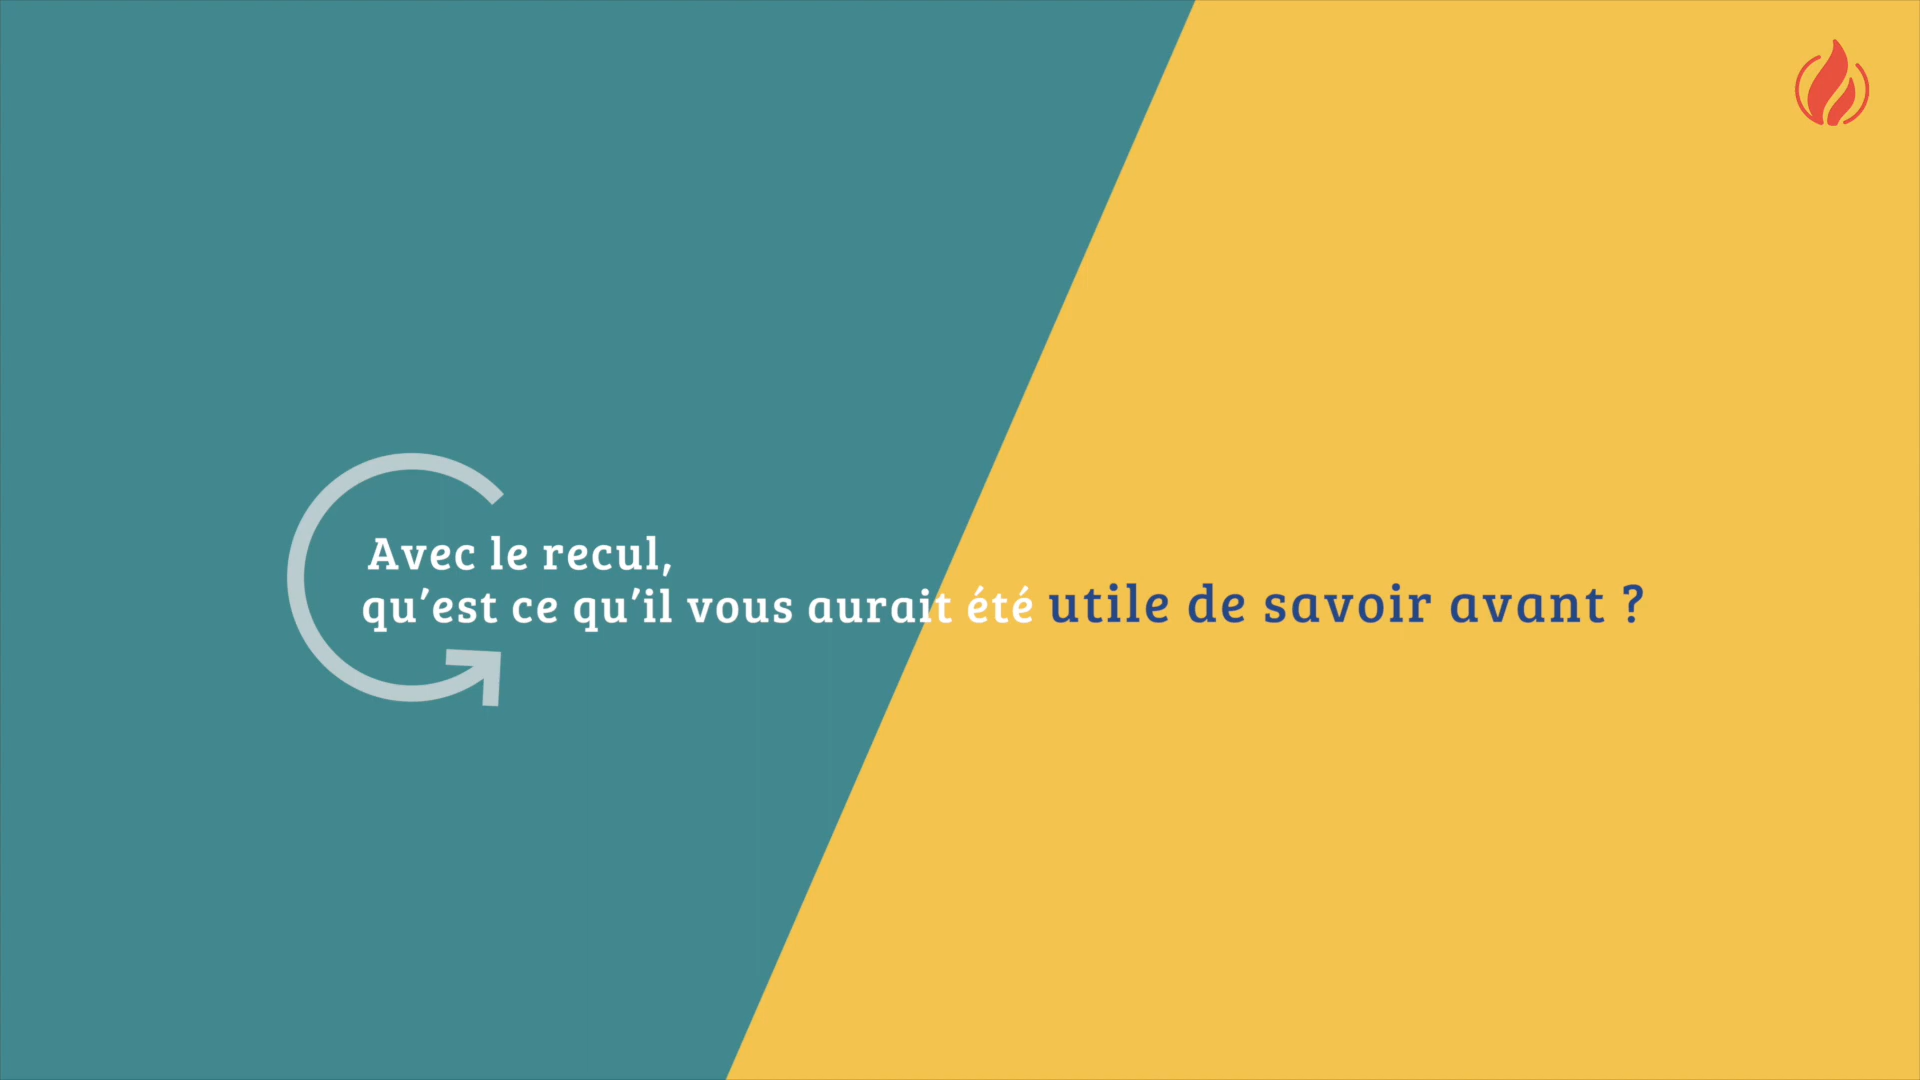 Avec le recul,
qu’est ce qu’il vous aurait été utile de savoir avant ?